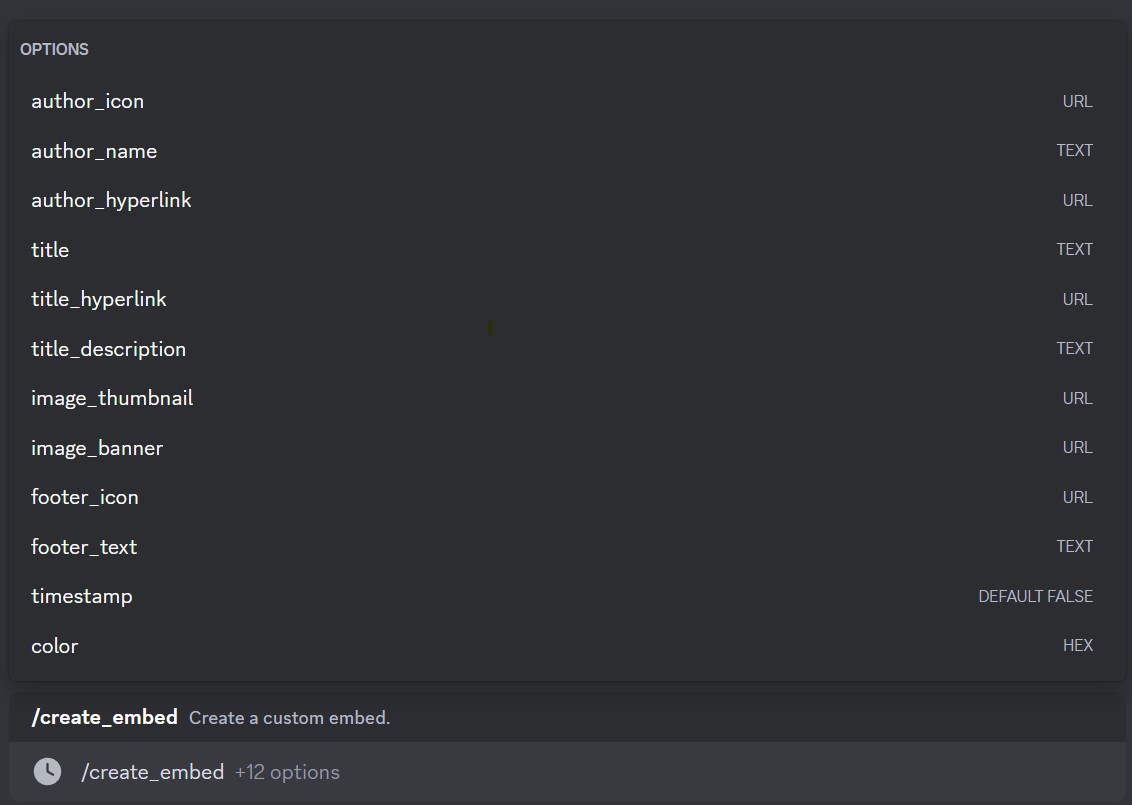 OPTIONS
author_icon URL
author_name TEXT
author_hyperlink URL
title TEXT
title_hyperlink URL
title_description TEXT
image_thumbnail URL
image_banner URL
footer_icon URL
footer_text TEXT
timestamp DEFAULT FALSE
color HEX
/create_embed Create a custom embed.
/create_embed +12 options